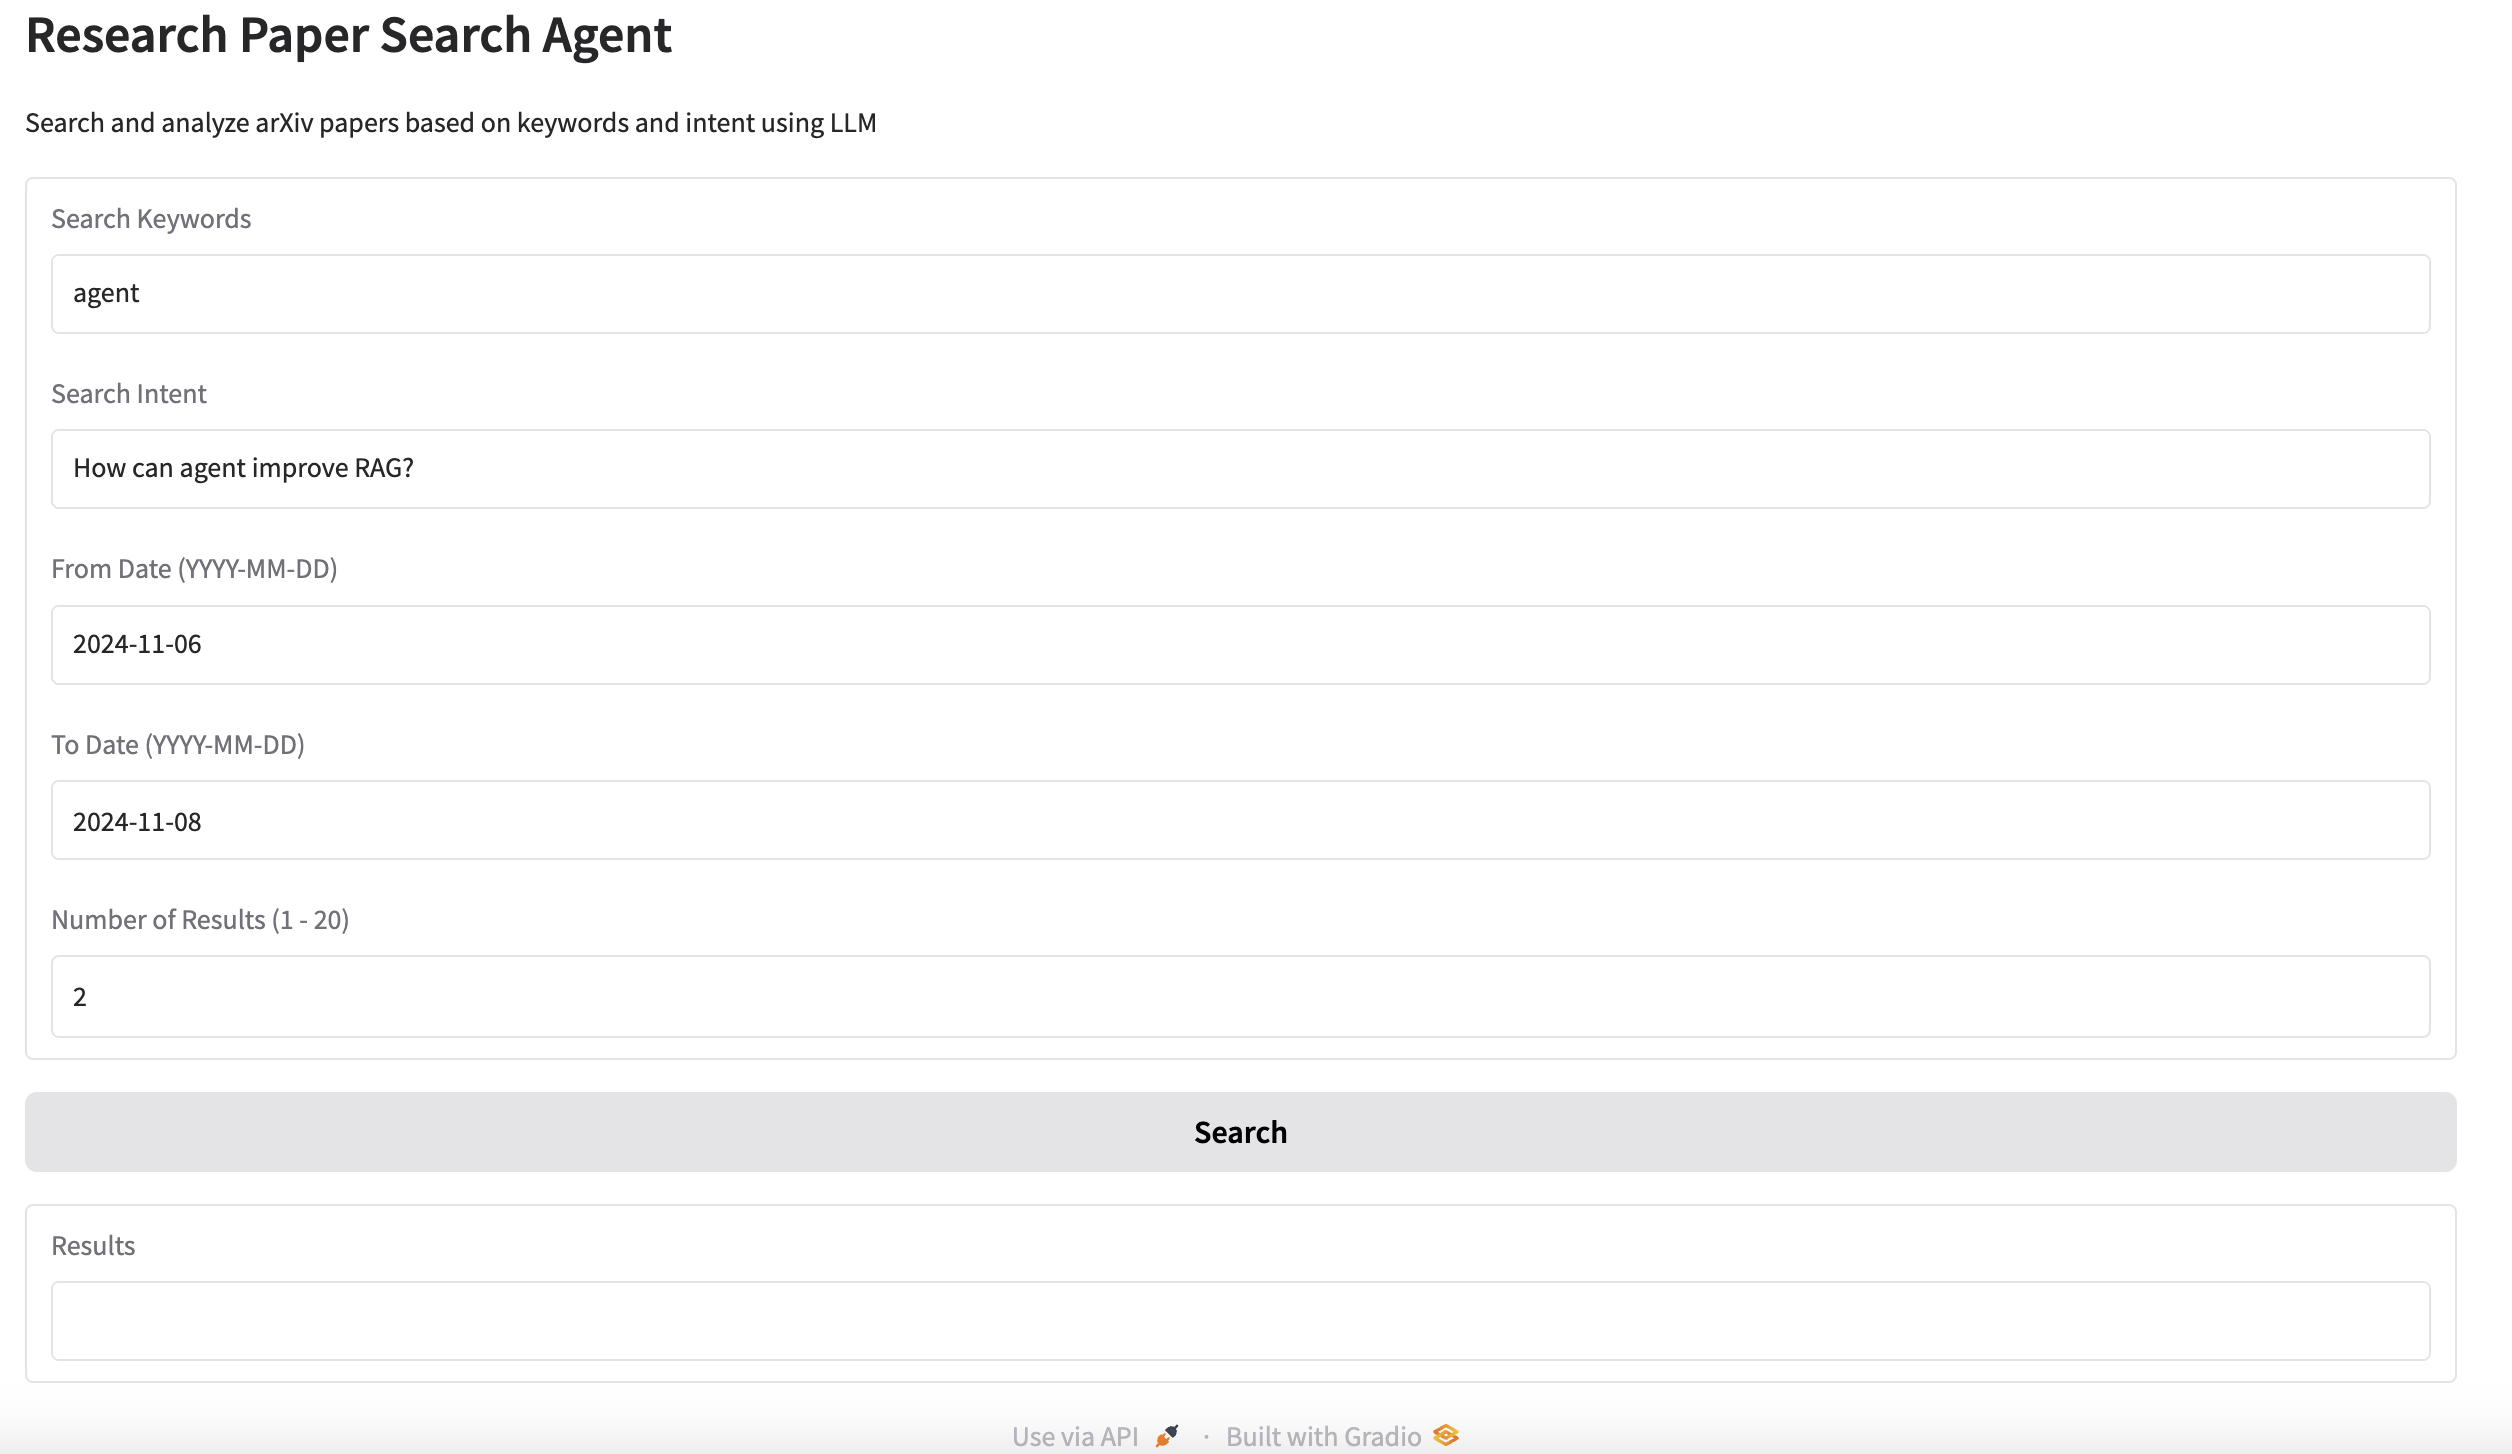 Research Paper Search Agent
Search and analyze arXiv papers based on keywords and intent using LLM
Search Keywords
agent
Search Intent
How can agent improve RAG?
From Date (YYYY-MM-DD)
2024-11-06
To Date (YYYY-MM-DD)
2024-11-08
Number of Results (1 - 20)
2
Search
Results
Use via API · Built with Gradio